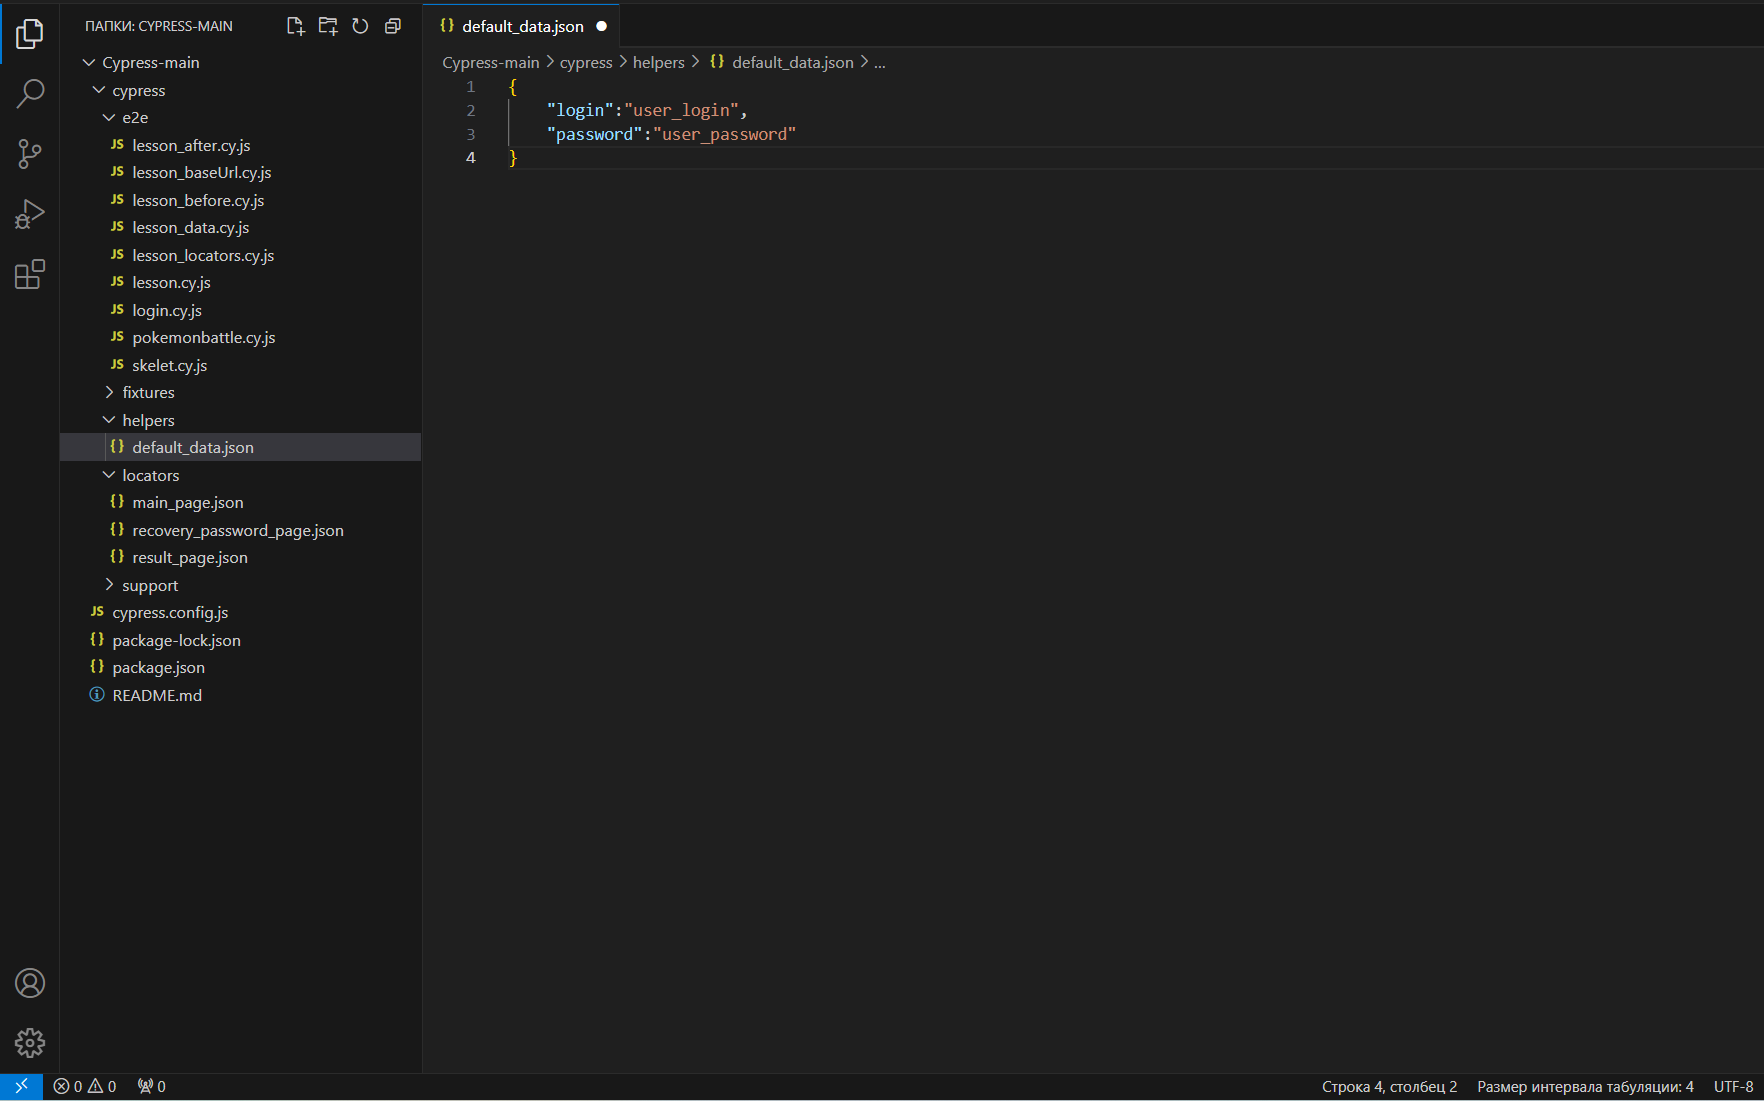 ПАПКИ: CYPRESS-MAIN
Cypress-main
cypress
e2e
JS lesson_after.cy.js
JS lesson_baseUrl.cy.js
JS lesson_before.cy.js
JS lesson_data.cy.js
JS lesson_locators.cy.js
JS lesson.cy.js
JS login.cy.js
JS pokemonbattle.cy.js
JS skelet.cy.js
fixtures
helpers
{} default_data.json
locators
{} main_page.json
{} recovery_password_page.json
{} result_page.json
support
JS cypress.config.js
{} package-lock.json
{} package.json
README.md
{} default_data.json
Cypress-main > cypress > helpers > {} default_data.json > ...
1 {
2 "login":"user_login",
3 "password":"user_password"
4 }
0 0 0
Строка 4, столбец 2 Размер интервала табуляции: 4 UTF-8